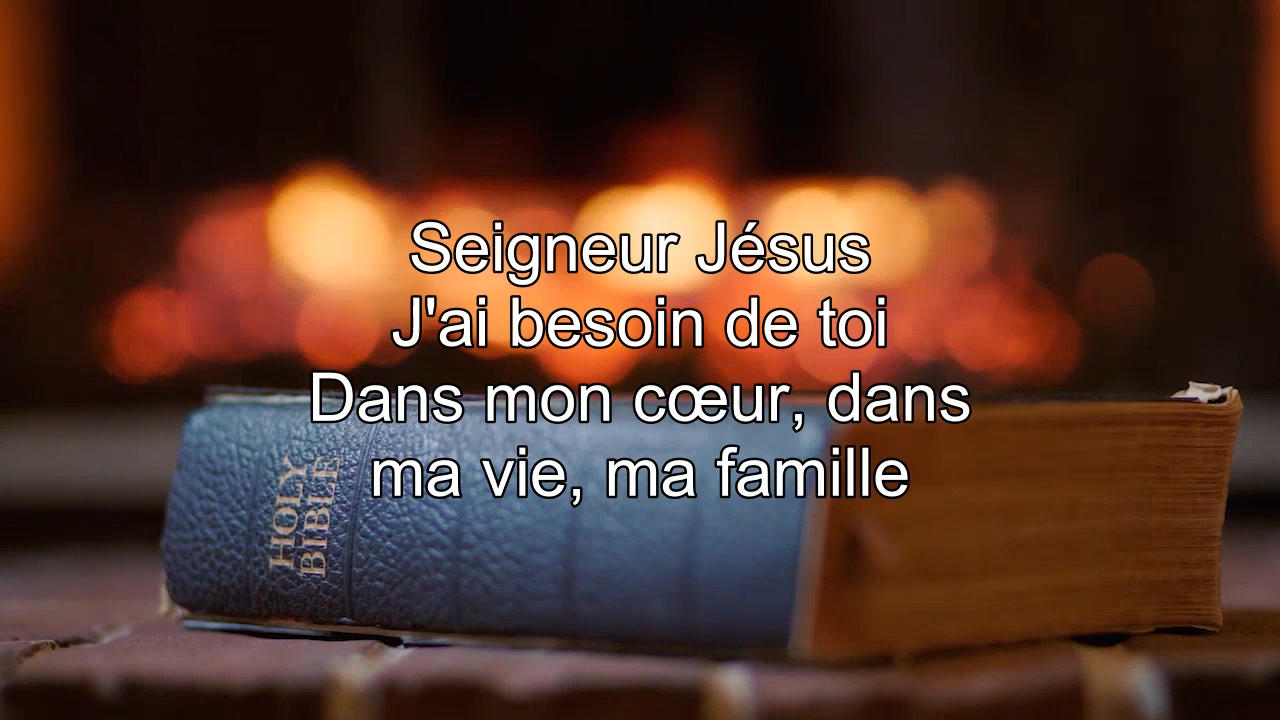 Seigneur Jésus
J'ai besoin de toi
Dans mon cœur, dans
ma vie, ma famille
HOLY
BIBLE